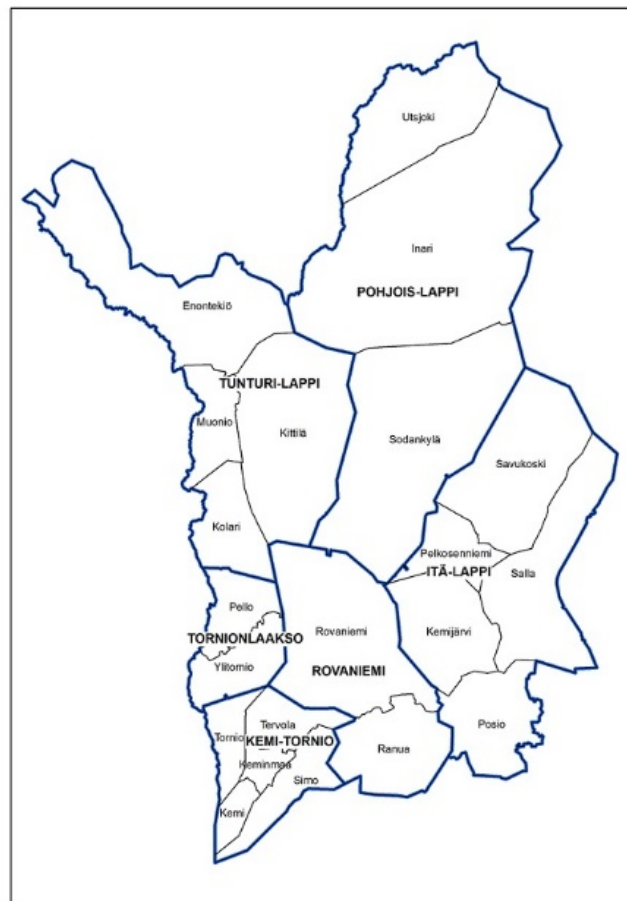 Utsjoki
Inari
POHJOIS-LAPPI
Enontekiö
TUNTURI-LAPPI
Muonio
Kittilä
Sodankylä
Savukoski
Kolari
Pelkosenniemi
ITÄ-LAPPI
Salla
Pello
TORNIONLAAKSO
Ylitornio
Rovaniemi
ROVANIEMI
Kemijärvi
Posio
Tornio
Tervola
KEMI-TORNIO
Keminmaa
Simo
Ranua
Kemi